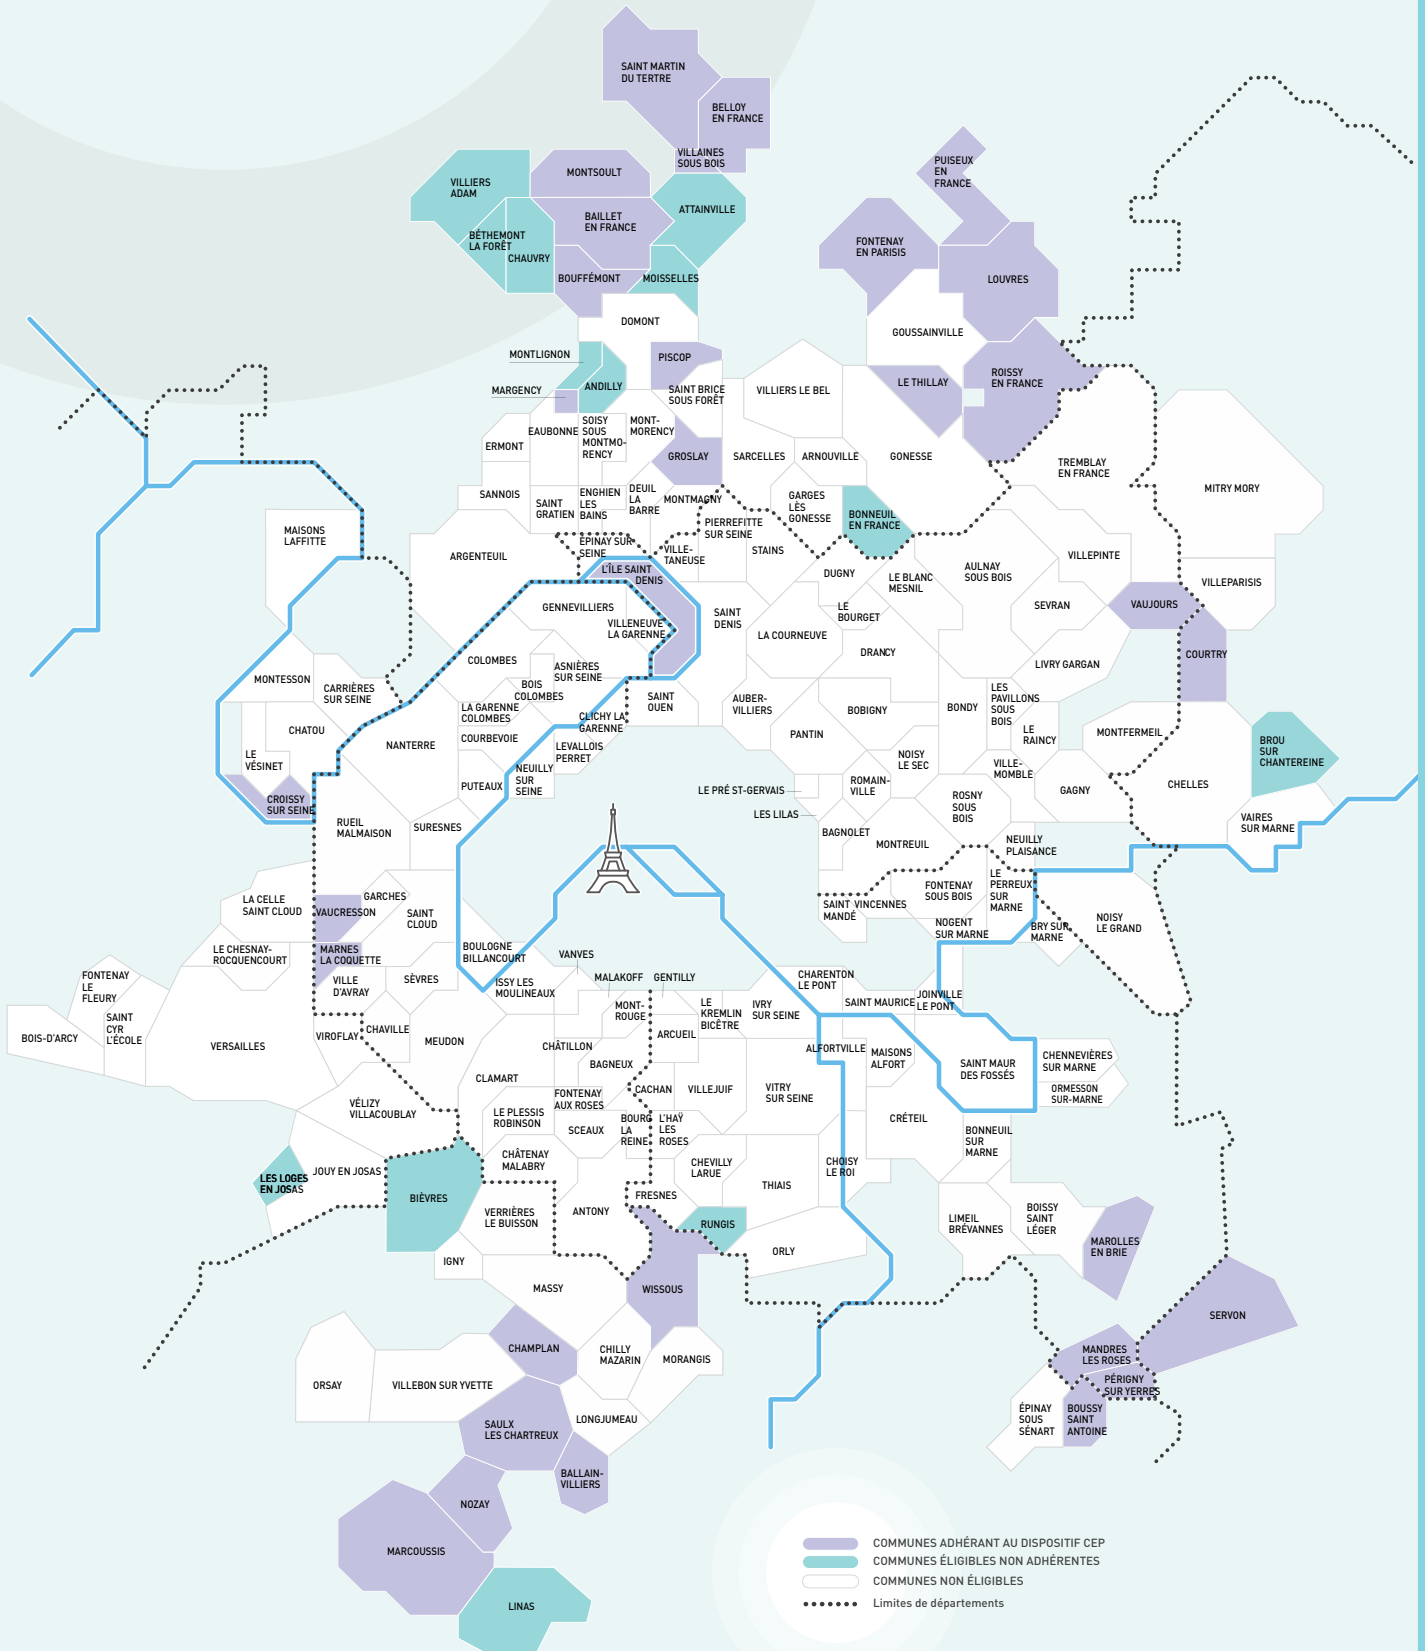 SAINT MARTIN
DU TERTRE
BELLOY
EN FRANCE
VILLAINES
SOUS BOIS
MONTSOULT
VILLIERS
ADAM
ATTAINVILLE
BAILLET
EN FRANCE
BÉTHEMONT
LA FORÊT
CHAUVRY
BOUFFÉMONT
MOISSELLES
PUISEUX
EN
FRANCE
FONTENAY
EN PARISIS
LOUVRES
GOUSSAINVILLE
DOMONT
MONTLIGNON
PISCOP
ROISSY
EN FRANCE
LE THILLAY
MARGENCY
ANDILLY
SAINT BRICE
SOUS FORÊT
VILLIERS LE BEL
EAUBONNE
SOISY
SOUS
MONTMO-
RENCY
MONT-
MORENCY
ERMONT
GROSLAY
SARCELLES
ARNOUVILLE
GONESSE
TREMBLAY
EN FRANCE
MITRY MORY
SANNOIS
SAINT
GRATIEN
ENGHIEN
LES
BAINS
DEUIL
LA
BARRE
MONTMAGNY
GARGES
LÈS
GONESSE
BONNEUIL
EN FRANCE
PIERREFITTE
SUR SEINE
MAISONS
LAFFITTE
ARGENTEUIL
ÉPINAY SUR
SEINE
VILLE-
TANEUSE
STAINS
VILLEPINTE
L'ÎLE SAINT
DENIS
DUGNY
LE BLANC
MESNIL
AULNAY
SOUS BOIS
VILLEPARISIS
GENNEVILLIERS
VILLENEUVE
LA GARENNE
SAINT
DENIS
LE
BOURGET
LA COURNEUVE
SEVRAN
VAUJOURS
DRANCY
COURTRY
LIVRY GARGAN
COLOMBES
ASNIÈRES
SUR SEINE
BOIS
COLOMBES
MONTESSON
CARRIÈRES
SUR SEINE
LA GARENNE
COLOMBES
CLICHY LA
GARENNE
SAINT
OUEN
AUBER-
VILLIERS
BOBIGNY
BONDY
LES
PAVILLONS
SOUS
BOIS
CHATOU
NANTERRE
COURBEVOIE
LEVALLOIS
PERRET
PANTIN
LE
RAINCY
MONTFERMEIL
BROU
SUR
CHANTEREINE
LE
VÉSINET
NEUILLY
SUR
SEINE
PUTEAUX
NOISY
LE SEC
ROMAIN-
VILLE
VILLE-
MOMBLE
GAGNY
CHELLES
LE PRÉ ST-GERVAIS
LES LILAS
CROISSY
SUR SEINE
ROSNY
SOUS
BOIS
RUEIL
MALMAISON
SURESNES
BAGNOLET
MONTREUIL
NEUILLY
PLAISANCE
VAIRES
SUR MARNE
LA CELLE
SAINT CLOUD
VAUCRESSON
GARCHES
SAINT
CLOUD
SAINT
MANDÉ
VINCENNES
FONTENAY
SOUS BOIS
LE
PERREUX
SUR
MARNE
NOGENT
SUR MARNE
BRY SUR
MARNE
NOISY
LE GRAND
LE CHESNAY-
ROCQUENCOURT
MARNES
LA COQUETTE
BOULOGNE
BILLANCOURT
VANVES
FONTENAY
LE
FLEURY
VILLE
D'AVRAY
SÈVRES
ISSY LES
MOULINEAUX
MALAKOFF
GENTILLY
CHARENTON
LE PONT
SAINT MAURICE
JOINVILLE
LE PONT
SAINT
CYR
L'ÉCOLE
MONT-
ROUGE
LE
KREMLIN
BICÊTRE
IVRY
SUR SEINE
BOIS-D'ARCY
VERSAILLES
VIROFLAY
CHAVILLE
MEUDON
CHÂTILLON
ARCUEIL
ALFORTVILLE
MAISONS
ALFORT
SAINT MAUR
DES FOSSÉS
CHENNEVIÈRES
SUR MARNE
BAGNEUX
CLAMART
FONTENAY
AUX ROSES
CACHAN
VILLEJUIF
VITRY
SUR SEINE
ORMESSON
SUR-MARNE
VÉLIZY
VILLACOUBLAY
LE PLESSIS
ROBINSON
SCEAUX
BOURG
LA
REINE
L'HAŸ
LES
ROSES
CRÉTEIL
BONNEUIL
SUR
MARNE
CHÂTENAY
MALABRY
CHEVILLY
LARUE
CHOISY
LE ROI
THIAIS
LES LOGES
EN JOSAS
JOUY EN JOSAS
BIÈVRES
FRESNES
VERRIÈRES
LE BUISSON
ANTONY
RUNGIS
ORLY
LIMEIL
BRÉVANNES
BOISSY
SAINT
LÉGER
MAROLLES
EN BRIE
IGNY
MASSY
WISSOUS
SERVON
CHAMPLAN
CHILLY
MAZARIN
MORANGIS
MANDRES
LES ROSES
PÉRIGNY
SUR YERRES
ORSAY
VILLEBON SUR YVETTE
SAULX
LES CHARTREUX
LONGJUMEAU
ÉPINAY
SOUS
SÉNART
BOUSSY
SAINT
ANTOINE
BALLAIN-
VILLIERS
NOZAY
MARCOUSSIS
LINAS
COMMUNES ADHÉRANT AU DISPOSITIF CEP
COMMUNES ÉLIGIBLES NON ADHÉRENTES
COMMUNES NON ÉLIGIBLES
Limites de départements